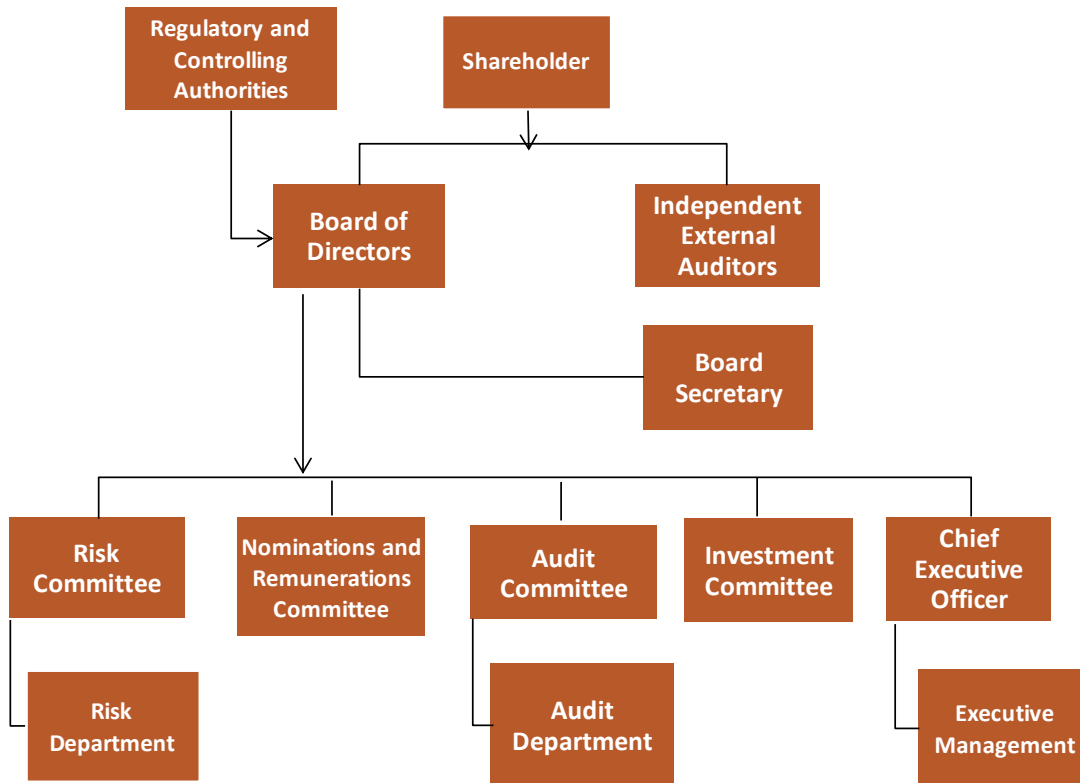 Regulatory and
Controlling
Authorities
Shareholder
Board of
Directors
Independent
External
Auditors
Board
Secretary
Risk
Committee
Nominations and
Remunerations
Committee
Audit
Committee
Investment
Committee
Chief
Executive
Officer
Risk
Department
Audit
Department
Executive
Management